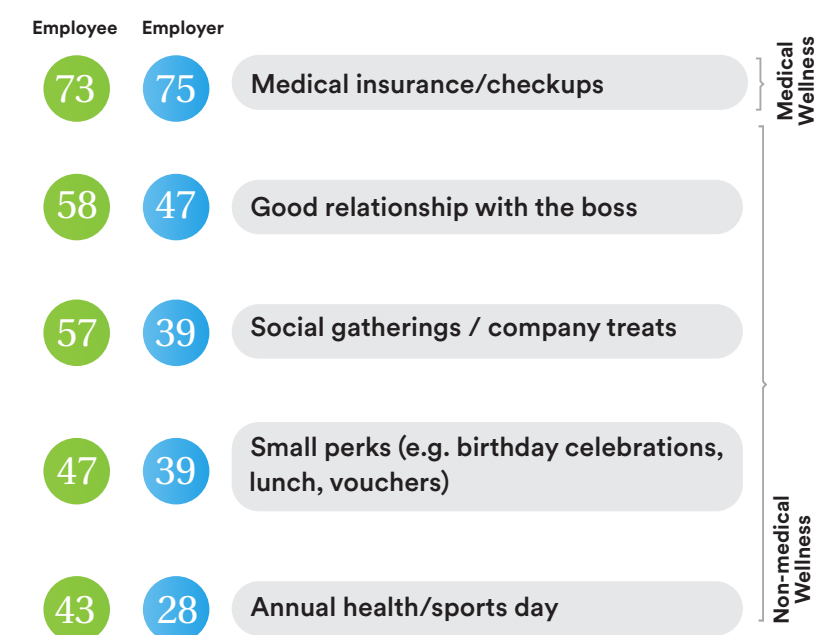 Employee Employer
73 75 Medical insurance/checkups
Medical
Wellness
58 47 Good relationship with the boss
57 39 Social gatherings / company treats
47 39 Small perks (e.g. birthday celebrations,
lunch, vouchers)
43 28 Annual health/sports day
Non-medical
Wellness